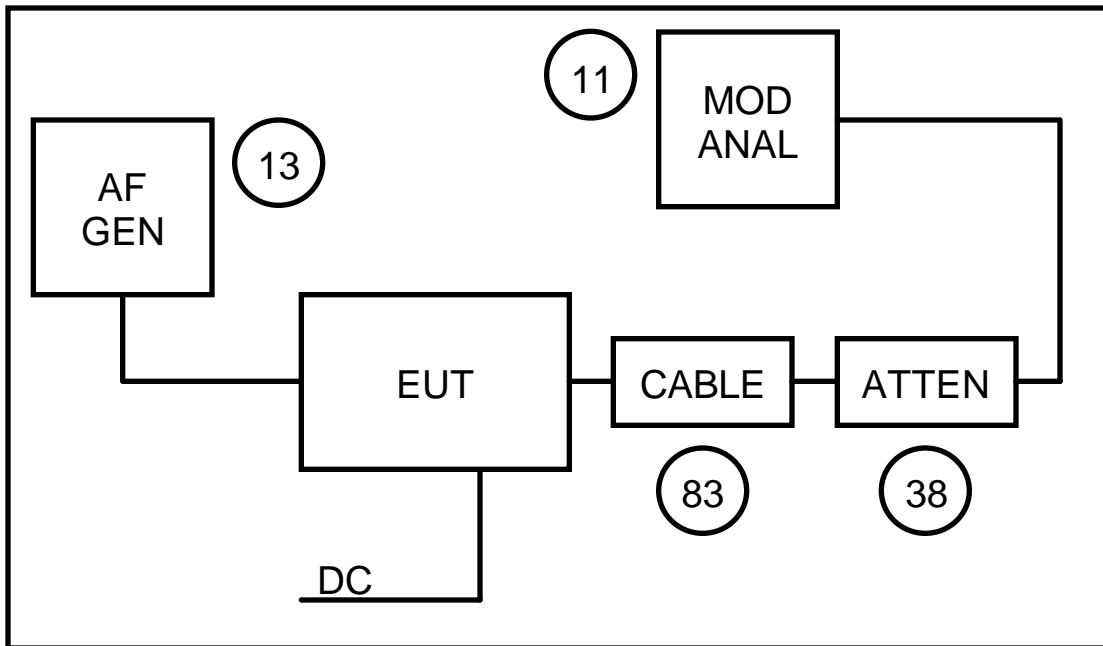 11
MOD
ANAL
13
AF
GEN
EUT
CABLE
ATTEN
83
38
DC